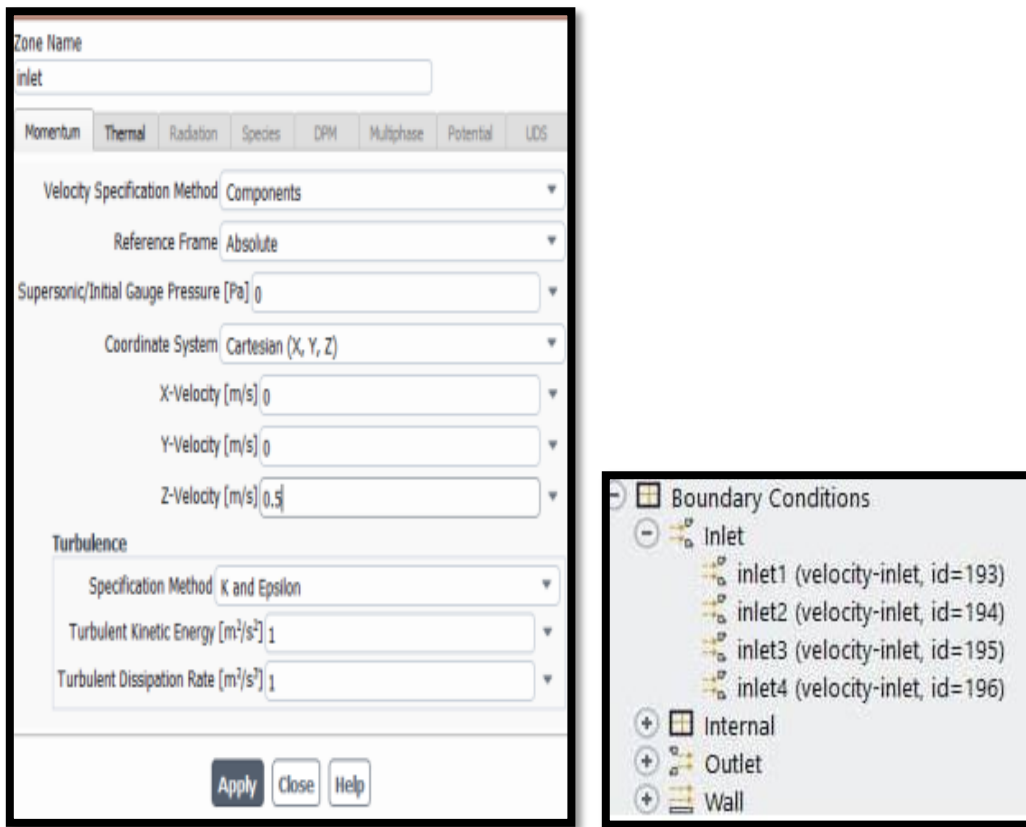 Zone Name
inlet
Momentum Thermal Radiation Species DPM Multiphase Potential UDS
Velocity Specification Method Components
Reference Frame Absolute
Supersonic/Initial Gauge Pressure [Pa] 0
Coordinate System Cartesian (X, Y, Z)
X-Velocity [m/s] 0
Y-Velocity [m/s] 0
Z-Velocity [m/s] 0.5
Turbulence
Specification Method K and Epsilon
Turbulent Kinetic Energy [m²/s²] 1
Turbulent Dissipation Rate [m²/s³] 1
Apply Close Help
Boundary Conditions
Inlet
inlet1 (velocity-inlet, id=193)
inlet2 (velocity-inlet, id=194)
inlet3 (velocity-inlet, id=195)
inlet4 (velocity-inlet, id=196)
Internal
Outlet
Wall